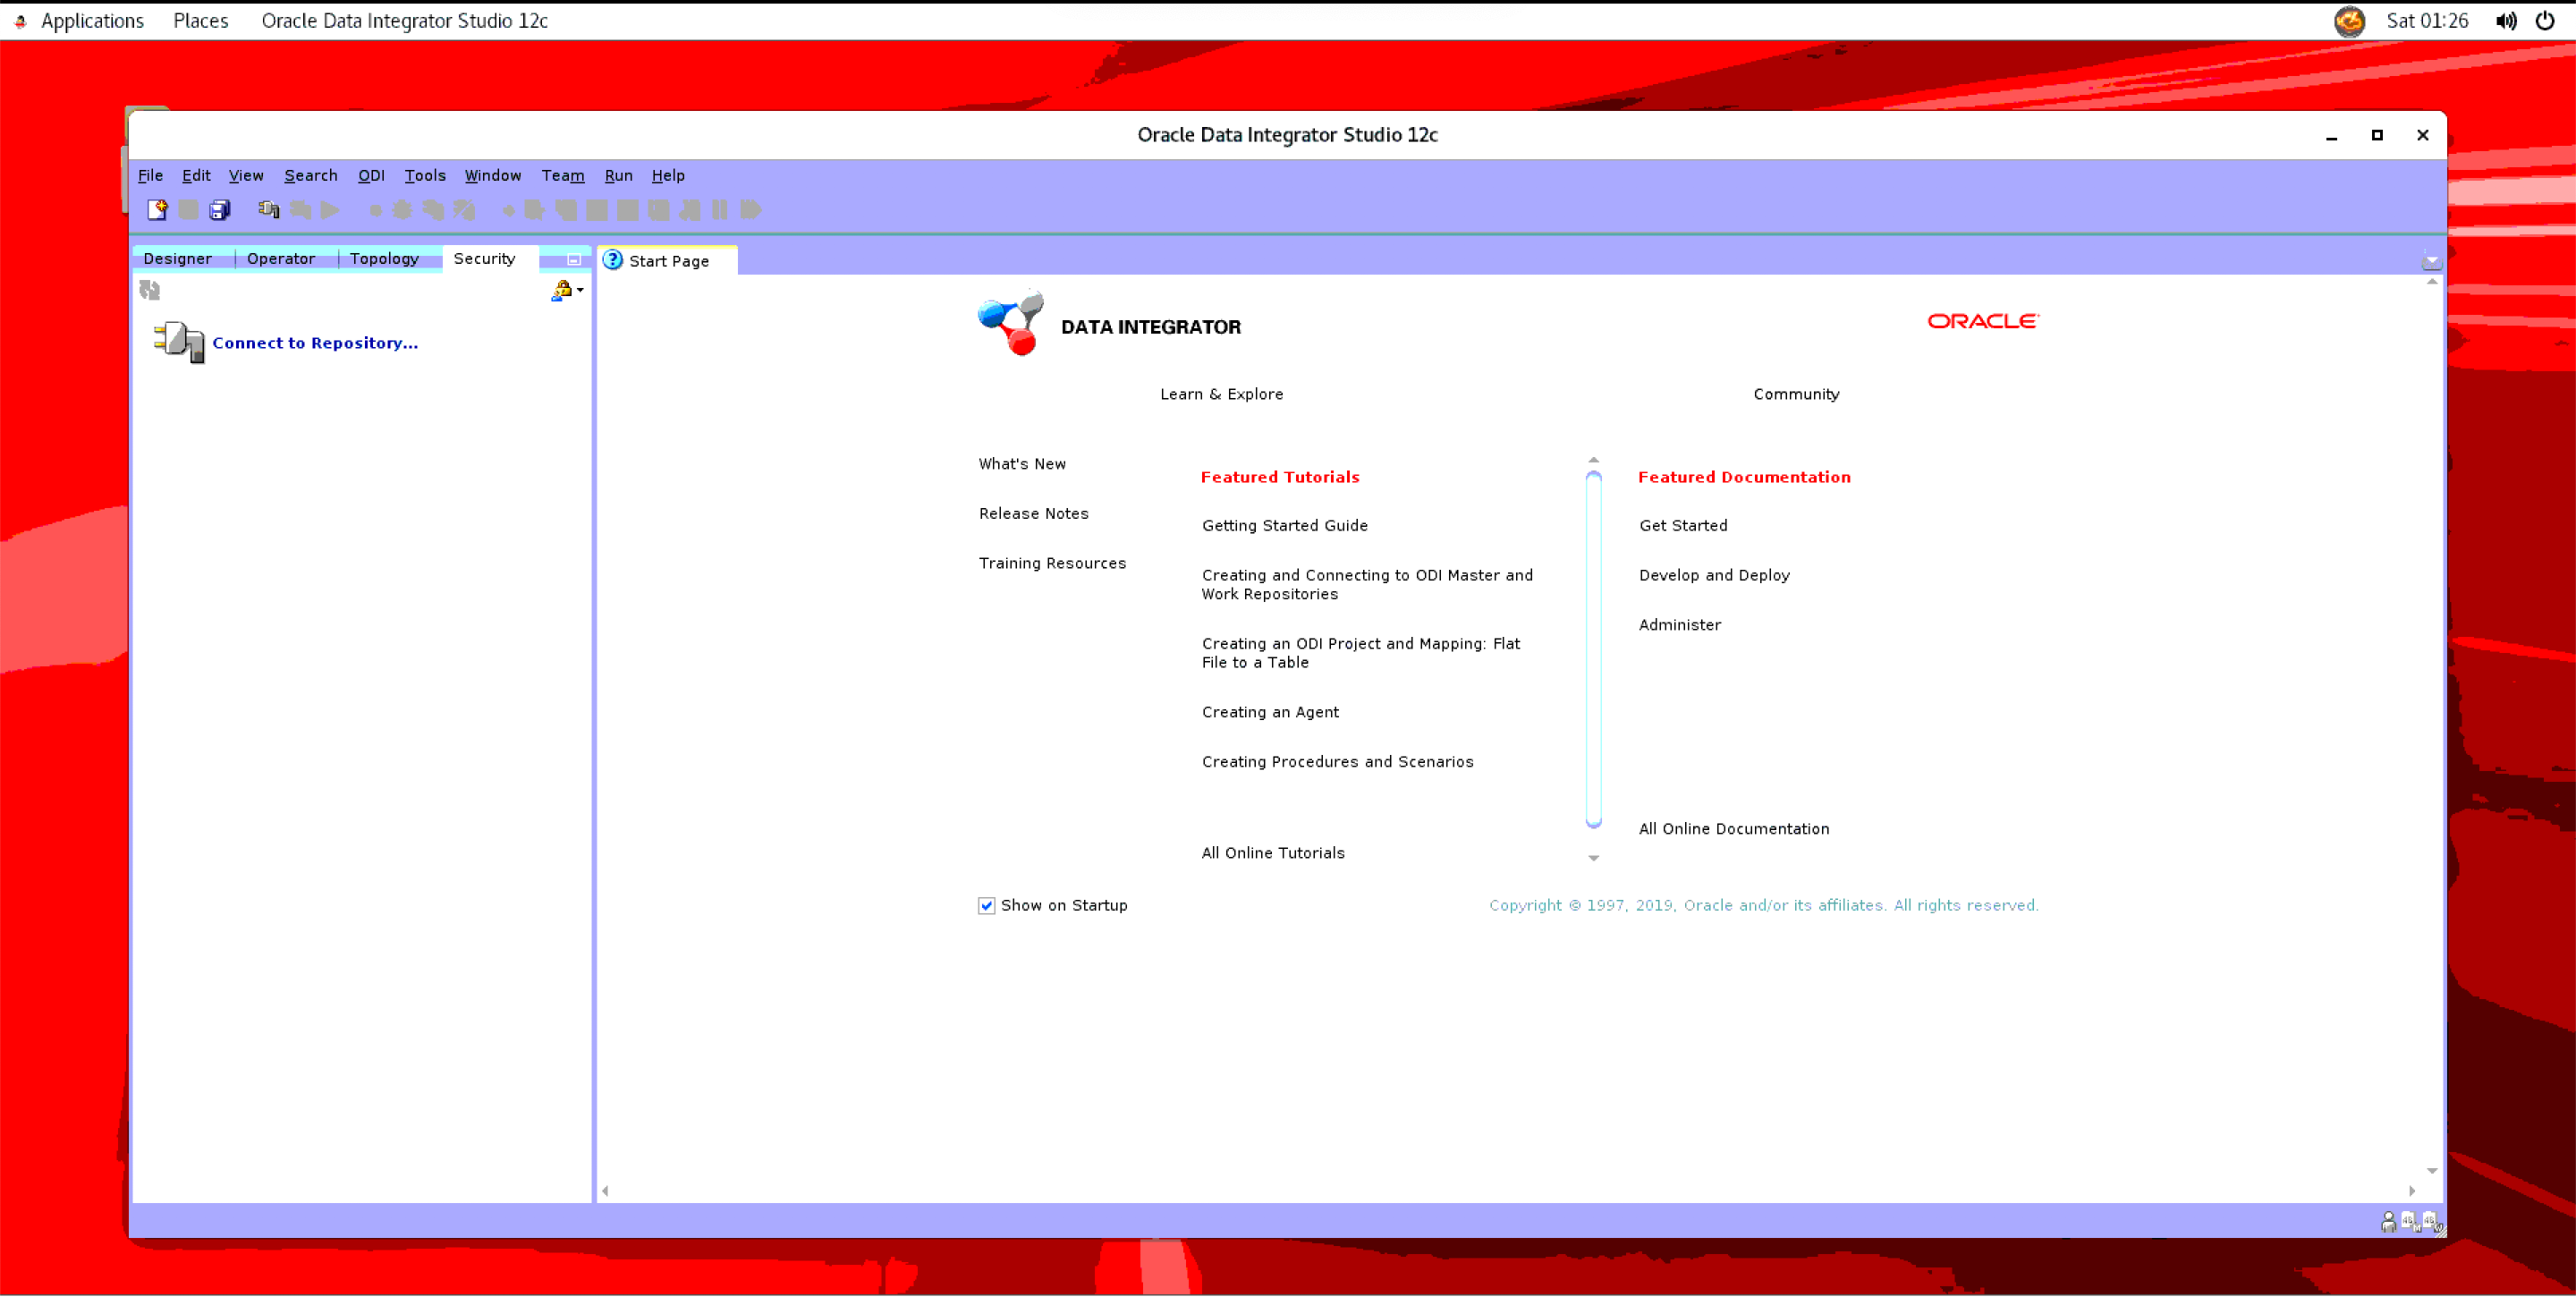 Applications Places Oracle Data Integrator Studio 12c Sat 01:26
Oracle Data Integrator Studio 12c
File Edit View Search ODI Tools Window Team Run Help
Designer Operator Topology Security
Start Page
Connect to Repository...
DATA INTEGRATOR
ORACLE
Learn & Explore
Community
What's New
Release Notes
Training Resources
Featured Tutorials
Getting Started Guide
Creating and Connecting to ODI Master and
Work Repositories
Creating an ODI Project and Mapping: Flat
File to a Table
Creating an Agent
Creating Procedures and Scenarios
All Online Tutorials
Featured Documentation
Get Started
Develop and Deploy
Administer
All Online Documentation
Show on Startup
Copyright © 1997, 2019, Oracle and/or its affiliates. All rights reserved.